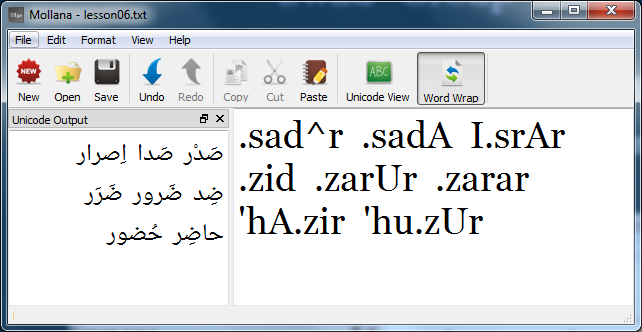 Mollana - lesson06.txt
File Edit Format View Help
New Open Save Undo Redo Copy Cut Paste Unicode View Word Wrap
Unicode Output
صَدْر صَدا اِصرار
ضِد ضَرور ضَرَر
حاضِر حُضور
.sad^r .sadA I.srAr
.zid .zarUr .zarar
'hA.zir 'hu.zUr